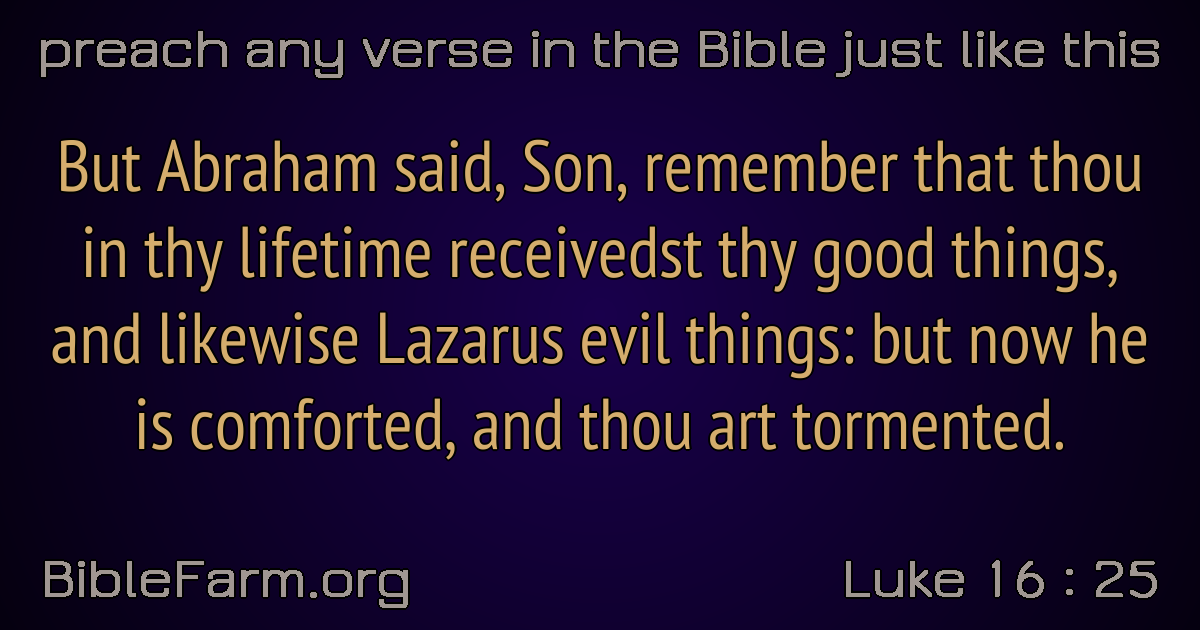 preach any verse in the Bible just like this
But Abraham said, Son, remember that thou
in thy lifetime receivedst thy good things,
and likewise Lazarus evil things: but now he
is comforted, and thou art tormented.
BibleFarm.org
Luke 16 : 25